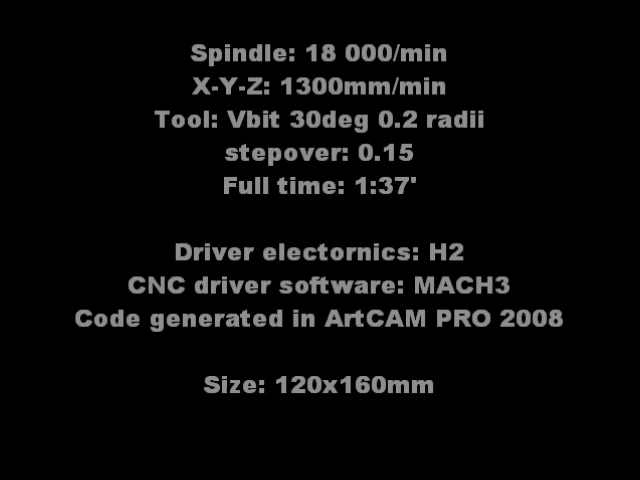 Spindle: 18 000/min
X-Y-Z: 1300mm/min
Tool: Vbit 30deg 0.2 radii
stepover: 0.15
Full time: 1:37'
Driver electornics: H2
CNC driver software: MACH3
Code generated in ArtCAM PRO 2008
Size: 120x160mm